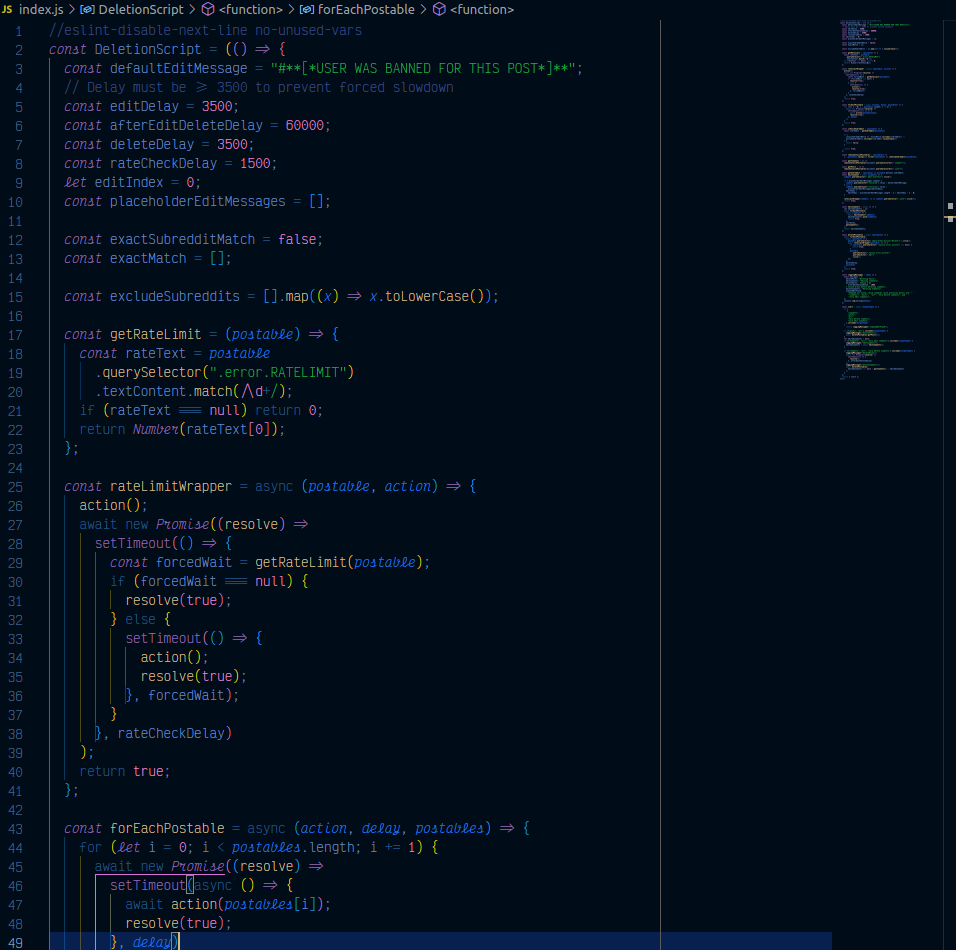 JS index.js > DeletionScript > <function> > forEachPostable > <function>
1 //eslint-disable-next-line no-unused-vars
2 const DeletionScript = (() => {
3 const defaultEditMessage = "#**[*USER WAS BANNED FOR THIS POST*]**";
4 // Delay must be >= 3500 to prevent forced slowdown
5 const editDelay = 3500;
6 const afterEditDeleteDelay = 60000;
7 const deleteDelay = 3500;
8 const rateCheckDelay = 1500;
9 let editIndex = 0;
10 const placeholderEditMessages = [];
11
12 const exactSubredditMatch = false;
13 const exactMatch = [];
14
15 const excludeSubreddits = [].map((x) => x.toLowerCase());
16
17 const getRateLimit = (postable) => {
18 const rateText = postable
19 .querySelector(".error.RATELIMIT")
20 .textContent.match(/\d+/);
21 if (rateText === null) return 0;
22 return Number(rateText[0]);
23 };
24
25 const rateLimitWrapper = async (postable, action) => {
26 action();
27 await new Promise((resolve) =>
28 setTimeout(() => {
29 const forcedWait = getRateLimit(postable);
30 if (forcedWait === null) {
31 resolve(true);
32 } else {
33 setTimeout(() => {
34 action();
35 resolve(true);
36 }, forcedWait);
37 }
38 }, rateCheckDelay)
39 );
40 return true;
41 };
42
43 const forEachPostable = async (action, delay, postables) => {
44 for (let i = 0; i < postables.length; i += 1) {
45 await new Promise((resolve) =>
46 setTimeout(async () => {
47 await action(postables[i]);
48 resolve(true);
49 }, delay)